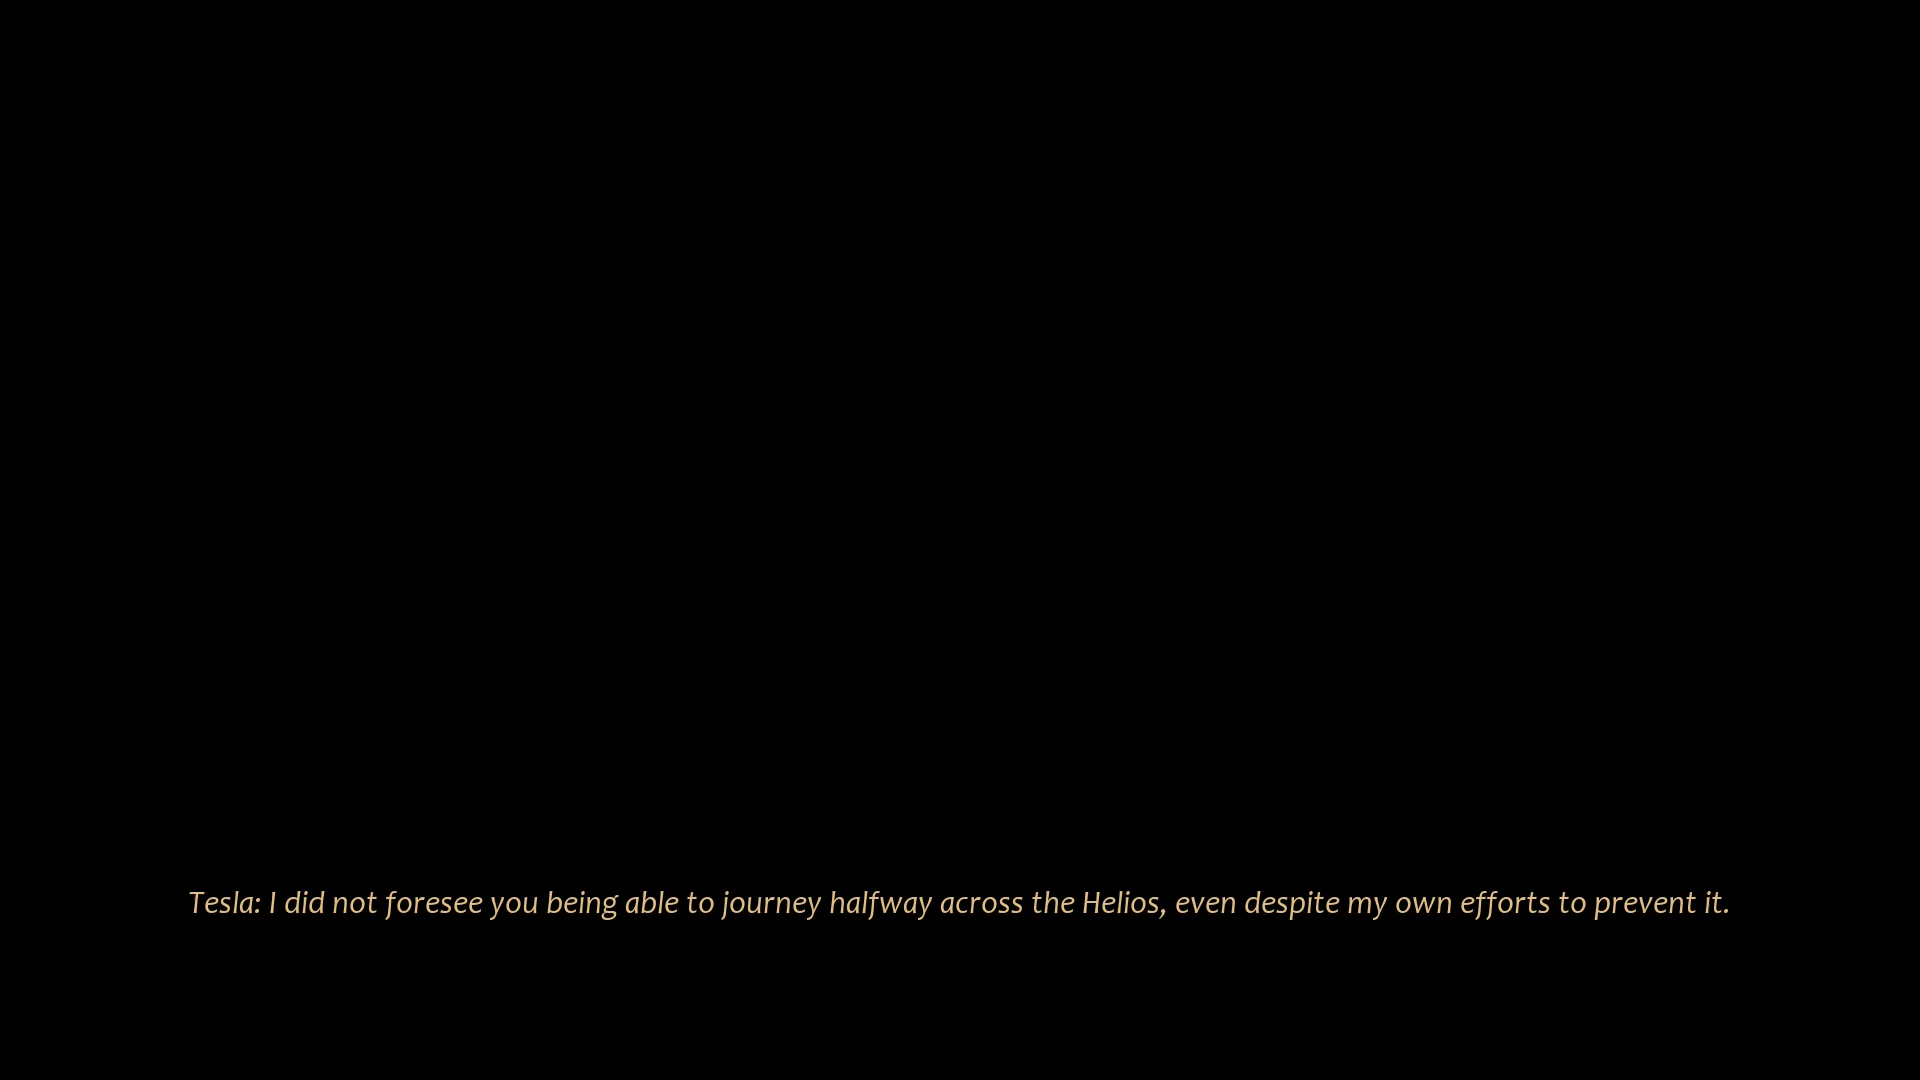 Tesla: I did not foresee you being able to journey halfway across the Helios, even despite my own efforts to prevent it.